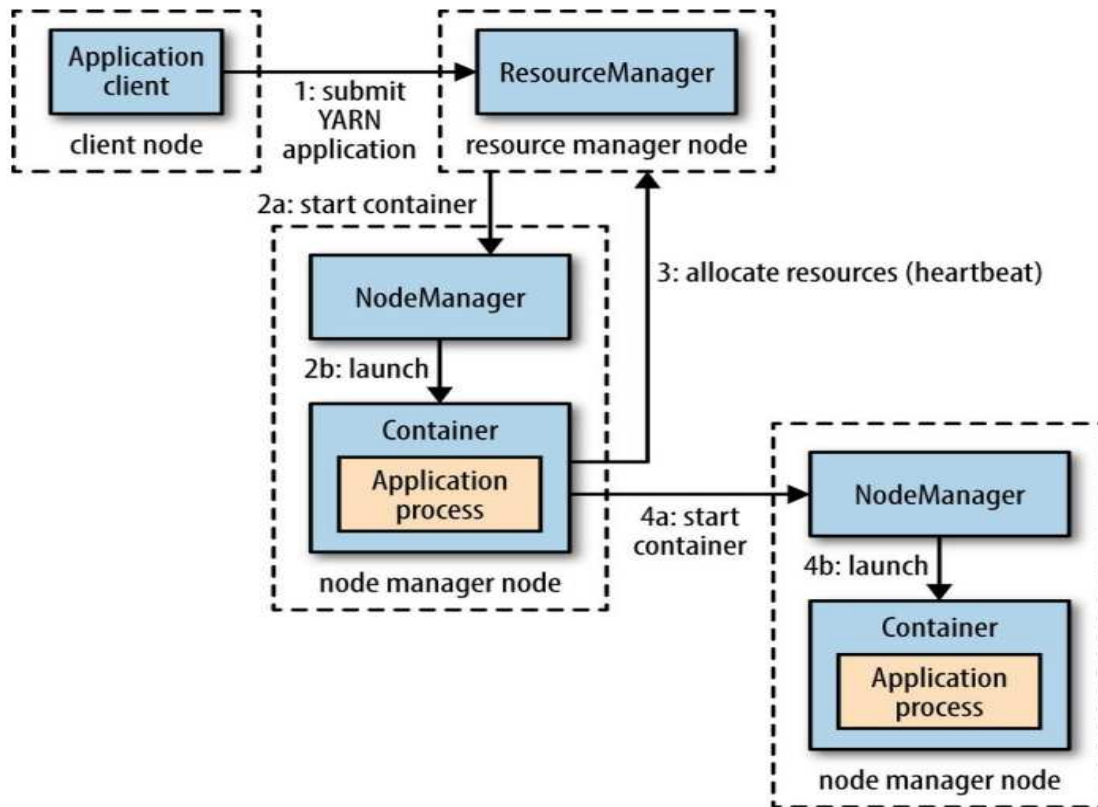 Application
client
client node
1: submit
YARN
application
ResourceManager
resource manager node
2a: start container
NodeManager
2b: launch
Container
Application
process
node manager node
3: allocate resources (heartbeat)
4a: start
container
NodeManager
4b: launch
Container
Application
process
node manager node